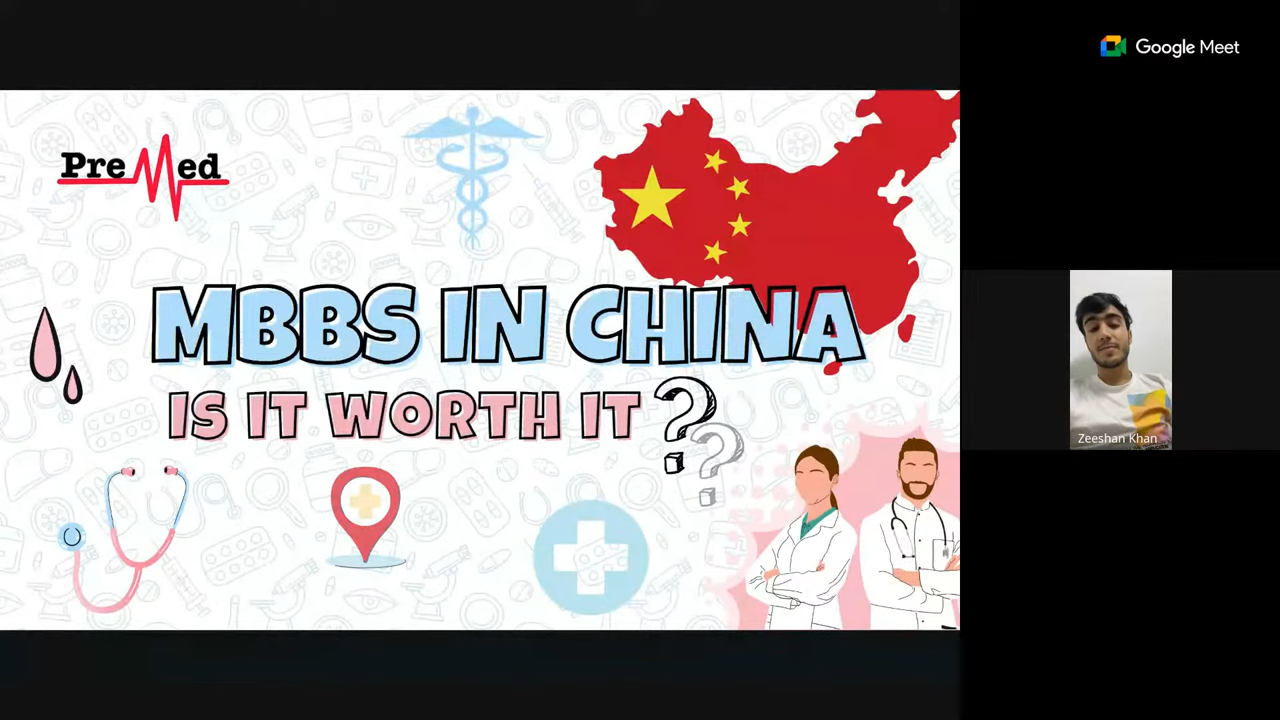 Google Meet
PreMed
MBBS IN CHINA
IS IT WORTH IT??
Zeeshan Khan